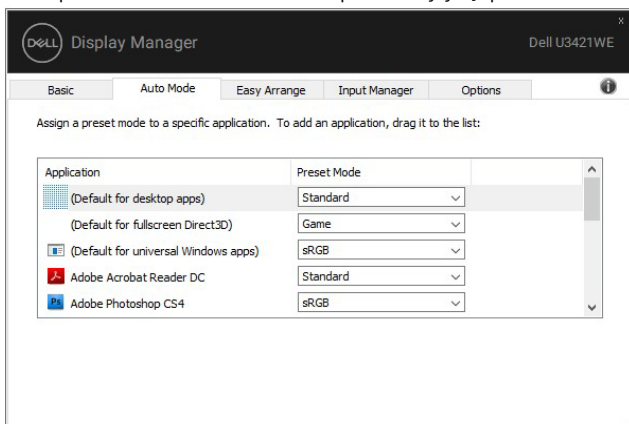 DELL Display Manager
Dell U3421WE
Basic Auto Mode Easy Arrange Input Manager Options
Assign a preset mode to a specific application. To add an application, drag it to the list:
Application Preset Mode
(Default for desktop apps) Standard
(Default for fullscreen Direct3D) Game
(Default for universal Windows apps) sRGB
Adobe Acrobat Reader DC Standard
Ps Adobe Photoshop CS4 sRGB